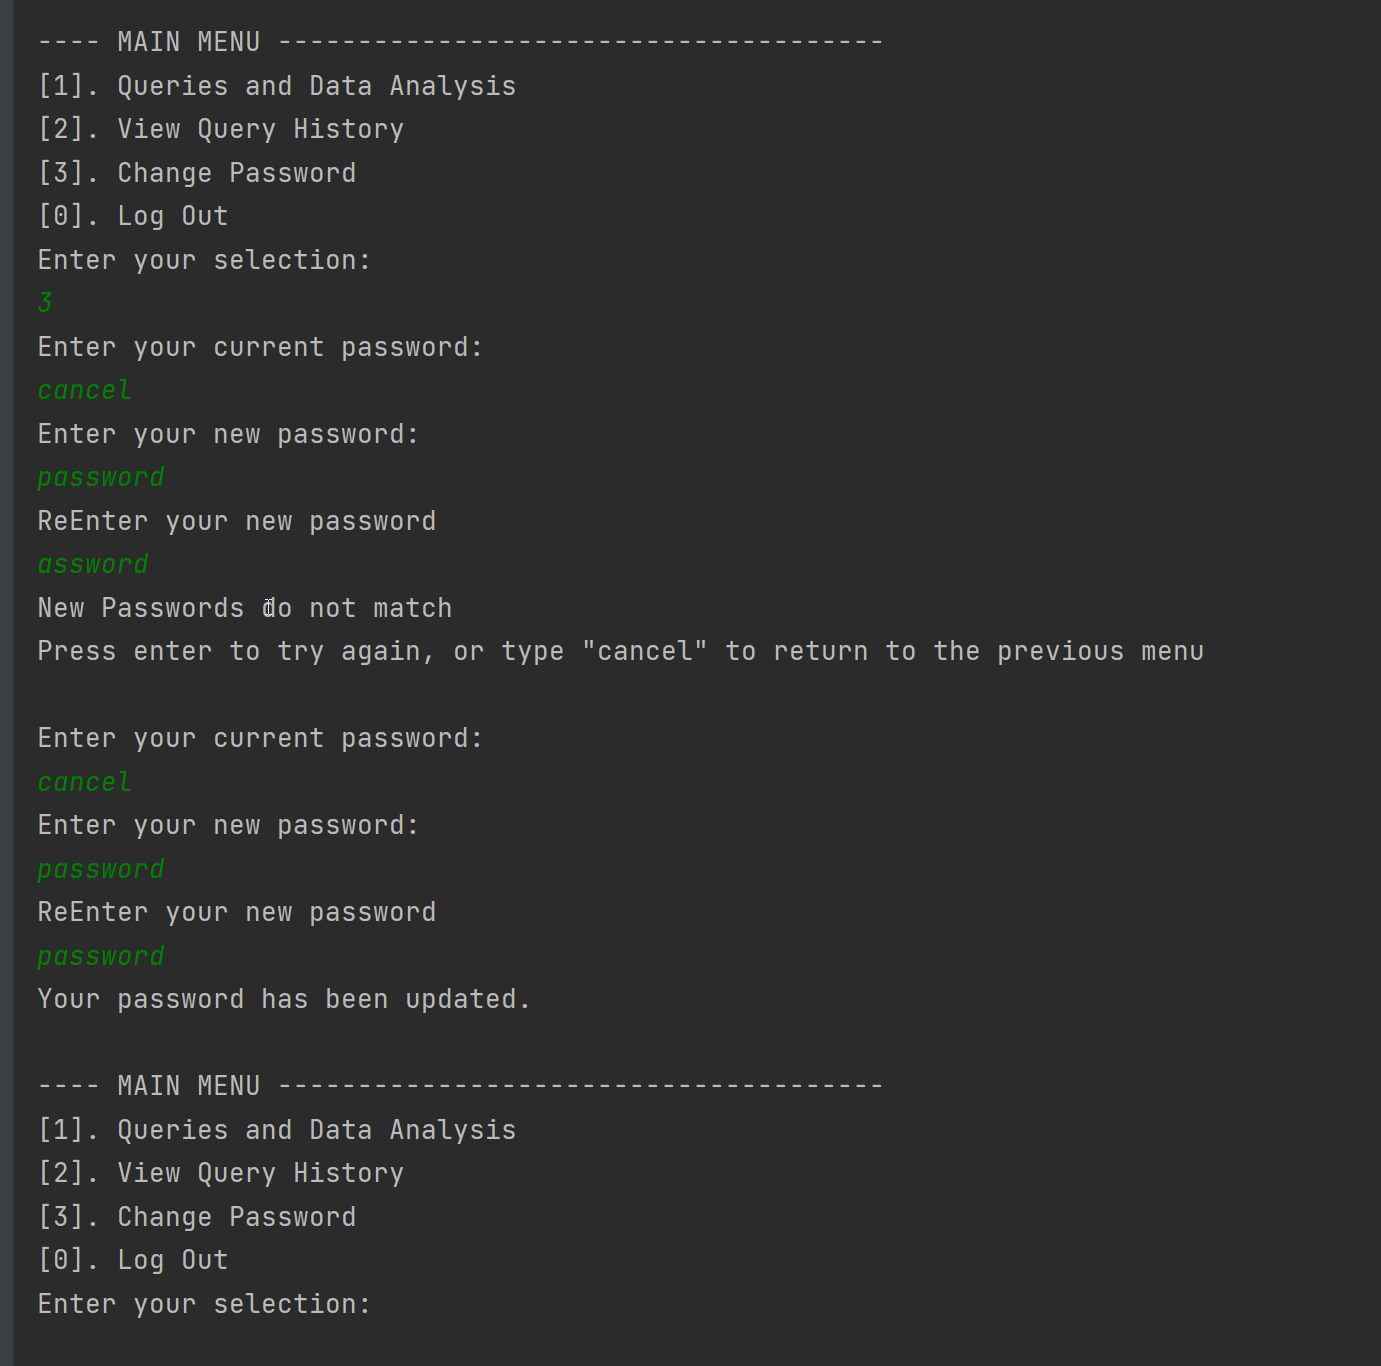 ---- MAIN MENU --------------------------------------
[1]. Queries and Data Analysis
[2]. View Query History
[3]. Change Password
[0]. Log Out
Enter your selection:
3
Enter your current password:
cancel
Enter your new password:
password
ReEnter your new password
assword
New Passwords do not match
Press enter to try again, or type "cancel" to return to the previous menu
Enter your current password:
cancel
Enter your new password:
password
ReEnter your new password
password
Your password has been updated.
---- MAIN MENU --------------------------------------
[1]. Queries and Data Analysis
[2]. View Query History
[3]. Change Password
[0]. Log Out
Enter your selection: